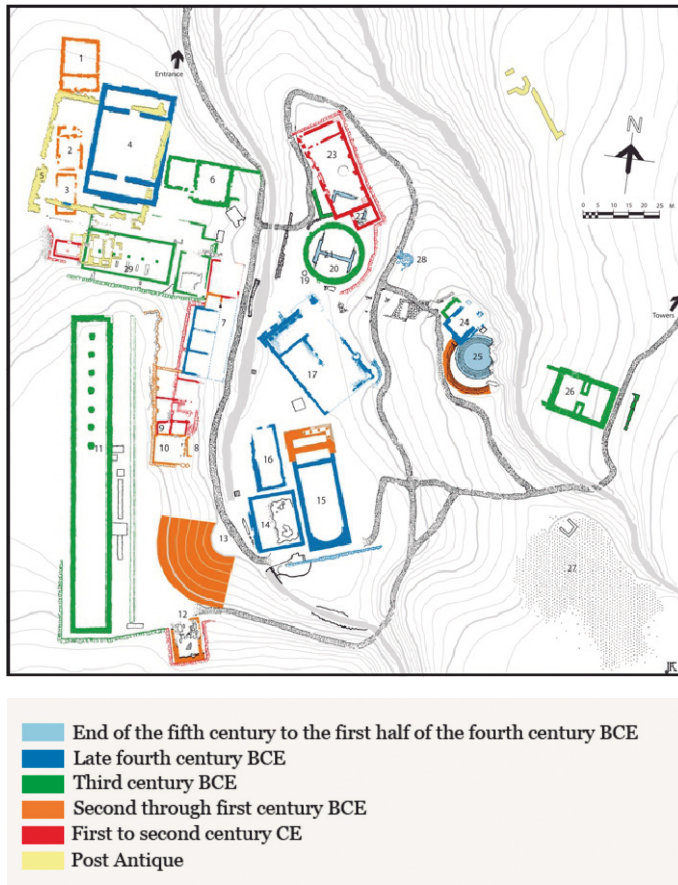 1
Entrance
2
4
3
5
6
23
22
N
0 5 10 15 20 25 M
20
19
28
29
7
24
25
Towers
17
26
9
10
8
11
16
15
14
13
12
27
End of the fifth century to the first half of the fourth century BCE
Late fourth century BCE
Third century BCE
Second through first century BCE
First to second century CE
Post Antique